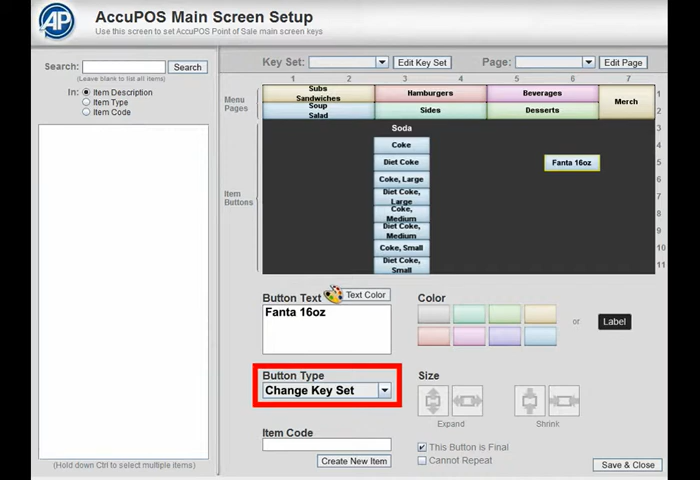 AP
AccuPOS Main Screen Setup
Use this screen to set AccuPOS Point of Sale main screen keys
Search:
Search
(Leave blank to list all items)
In:
Item Description
Item Type
Item Code
(Hold down Ctrl to select multiple items)
Key Set:
Edit Key Set
Page:
Edit Page
1 2 3 4 5 6 7
Menu
Pages
Subs
Sandwiches
Hamburgers
Beverages
Merch
1
Soup
Salad
Sides
Desserts
2
Item
Buttons
Soda
3
Coke
4
Diet Coke
Fanta 16oz
5
Coke, Large
6
Diet Coke,
Large
7
Coke,
Medium
8
Diet Coke,
Medium
9
Coke, Small
10
Diet Coke,
Small
11
Button Text
Text Color
Fanta 16oz
Color
or
Label
Button Type
Change Key Set
Size
Expand
Shrink
Item Code
Create New Item
This Button is Final
Cannot Repeat
Save & Close